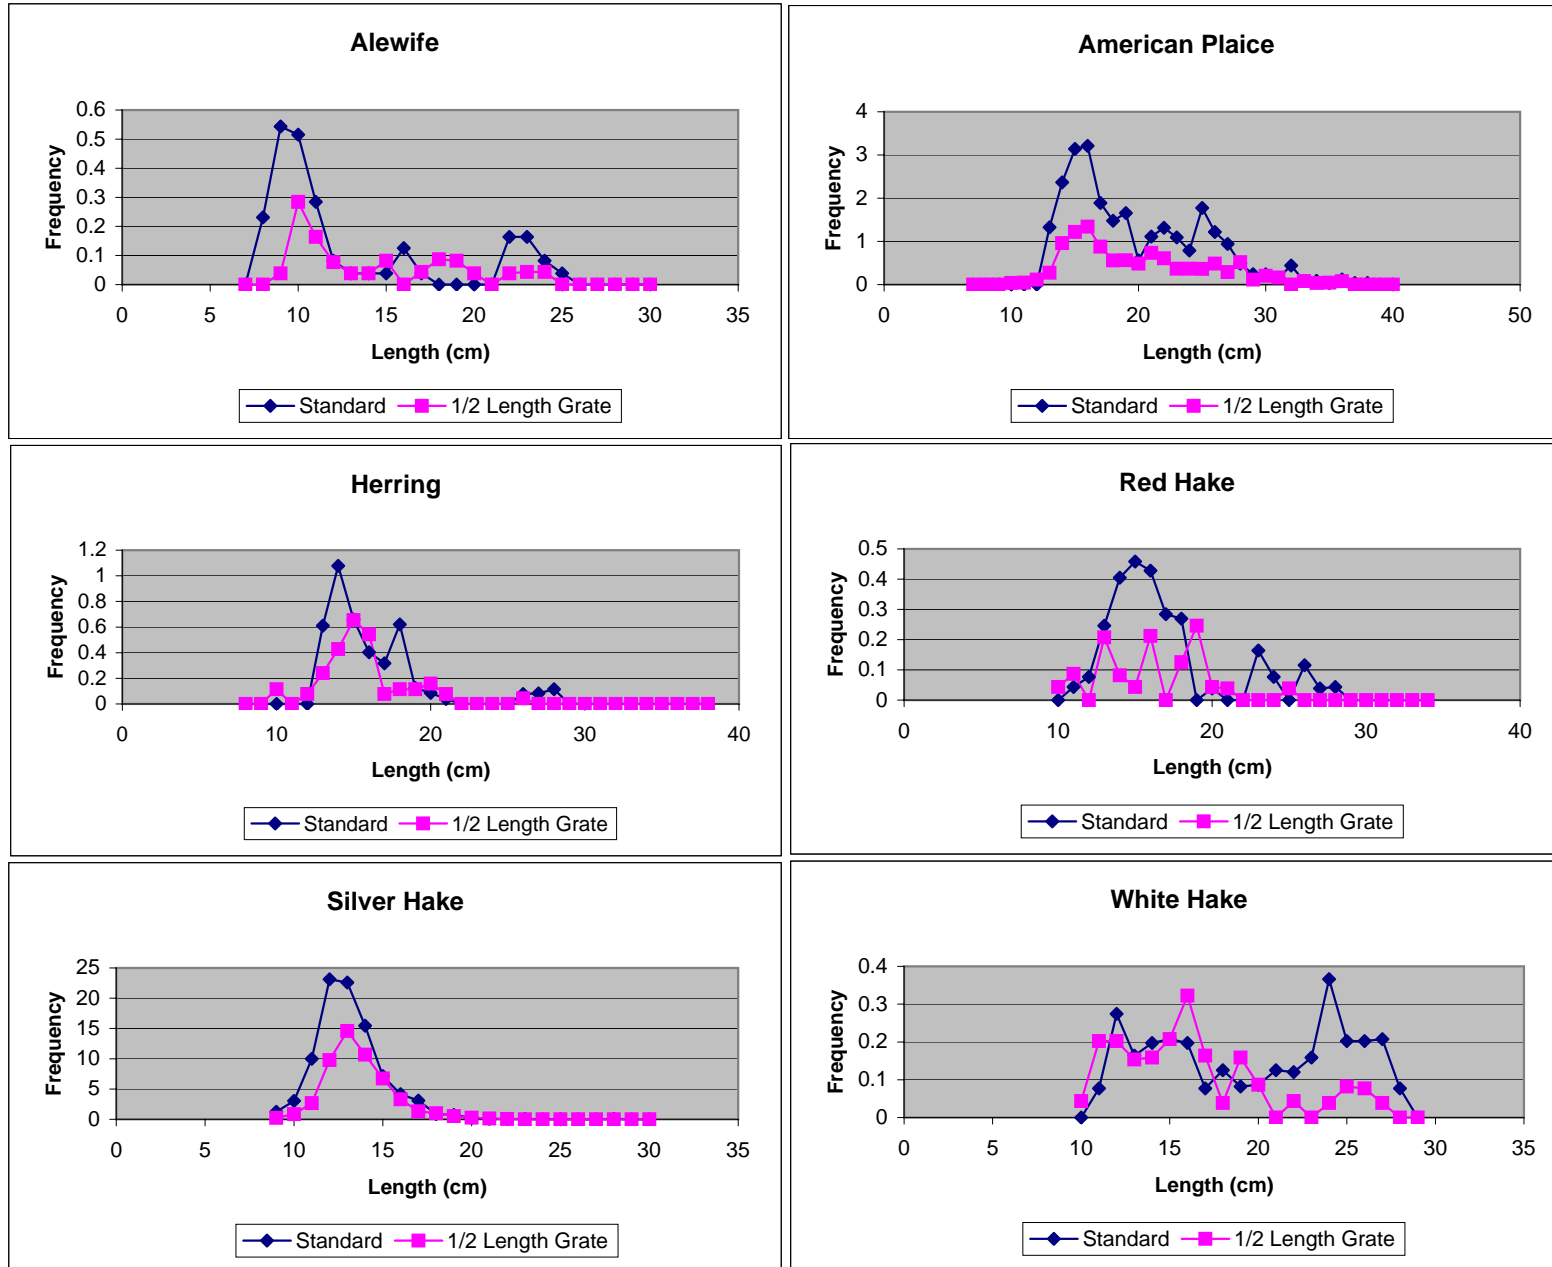 Alewife
0.6
0.5
0.4
0.3
0.2
0.1
0
Frequency
0 5 10 15 20 25 30 35
Length (cm)
Standard 1/2 Length Grate
American Plaice
4
3
2
1
0
Frequency
0 10 20 30 40 50
Length (cm)
Standard 1/2 Length Grate
Herring
1.2
1
0.8
0.6
0.4
0.2
0
Frequency
0 10 20 30 40
Length (cm)
Standard 1/2 Length Grate
Red Hake
0.5
0.4
0.3
0.2
0.1
0
Frequency
0 10 20 30 40
Length (cm)
Standard 1/2 Length Grate
Silver Hake
25
20
15
10
5
0
Frequency
0 5 10 15 20 25 30 35
Length (cm)
Standard 1/2 Length Grate
White Hake
0.4
0.3
0.2
0.1
0
Frequency
0 5 10 15 20 25 30 35
Length (cm)
Standard 1/2 Length Grate